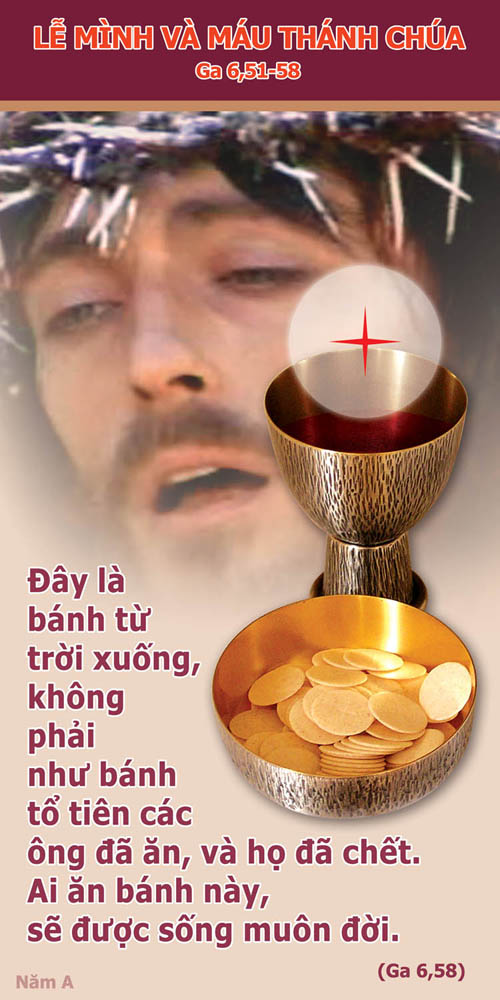 LỄ MÌNH VÀ MÁU THÁNH CHÚA
Ga 6,51-58
Đây là
bánh từ
trời xuống,
không
phải
như bánh
tổ tiên các
ông đã ăn, và họ đã chết.
Ai ăn bánh này,
sẽ được sống muôn đời.
(Ga 6,58)
Năm A